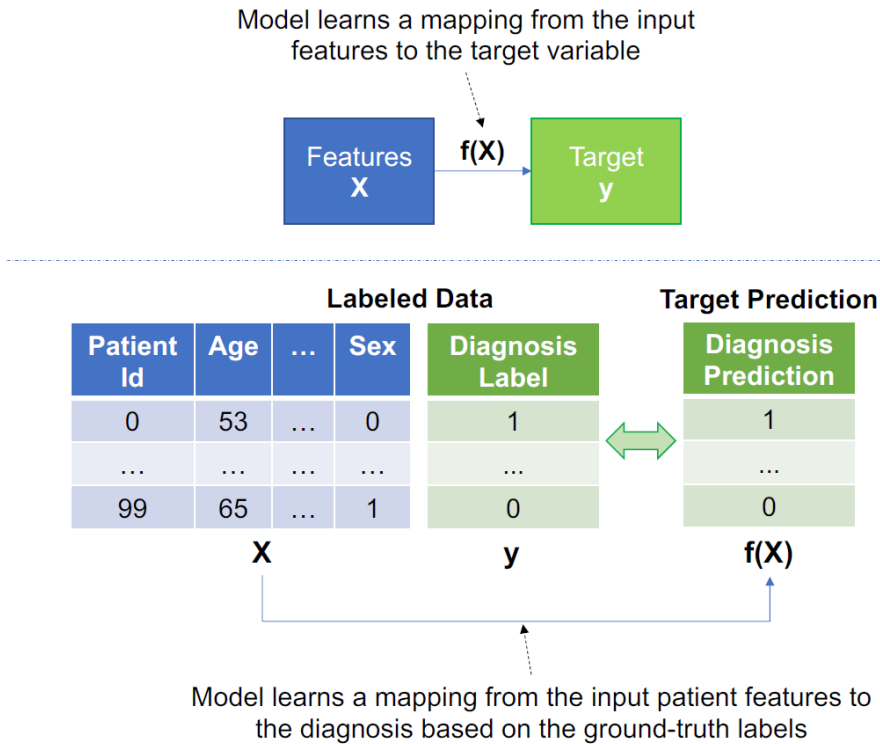 Model learns a mapping from the input
features to the target variable
Features
X
f(X)
Target
y
Labeled Data
Target Prediction
Patient Id Age … Sex
Diagnosis Label
Diagnosis Prediction
0 53 … 0 1 1
… … … … ... ...
99 65 … 1 0 0
X y f(X)
Model learns a mapping from the input patient features to
the diagnosis based on the ground-truth labels